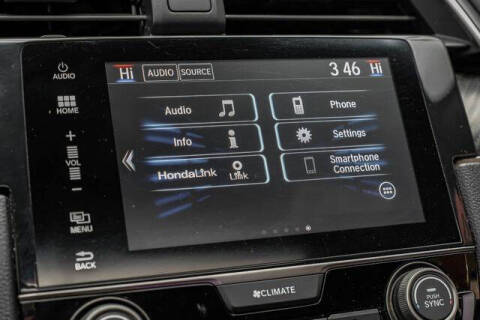 AUDIO
HOME
+
VOL
−
MENU
BACK
Hi AUDIO SOURCE 3 46 Hi
Audio
Phone
Info
Settings
HondaLink Link
Smartphone
Connection
CLIMATE
PUSH
SYNC